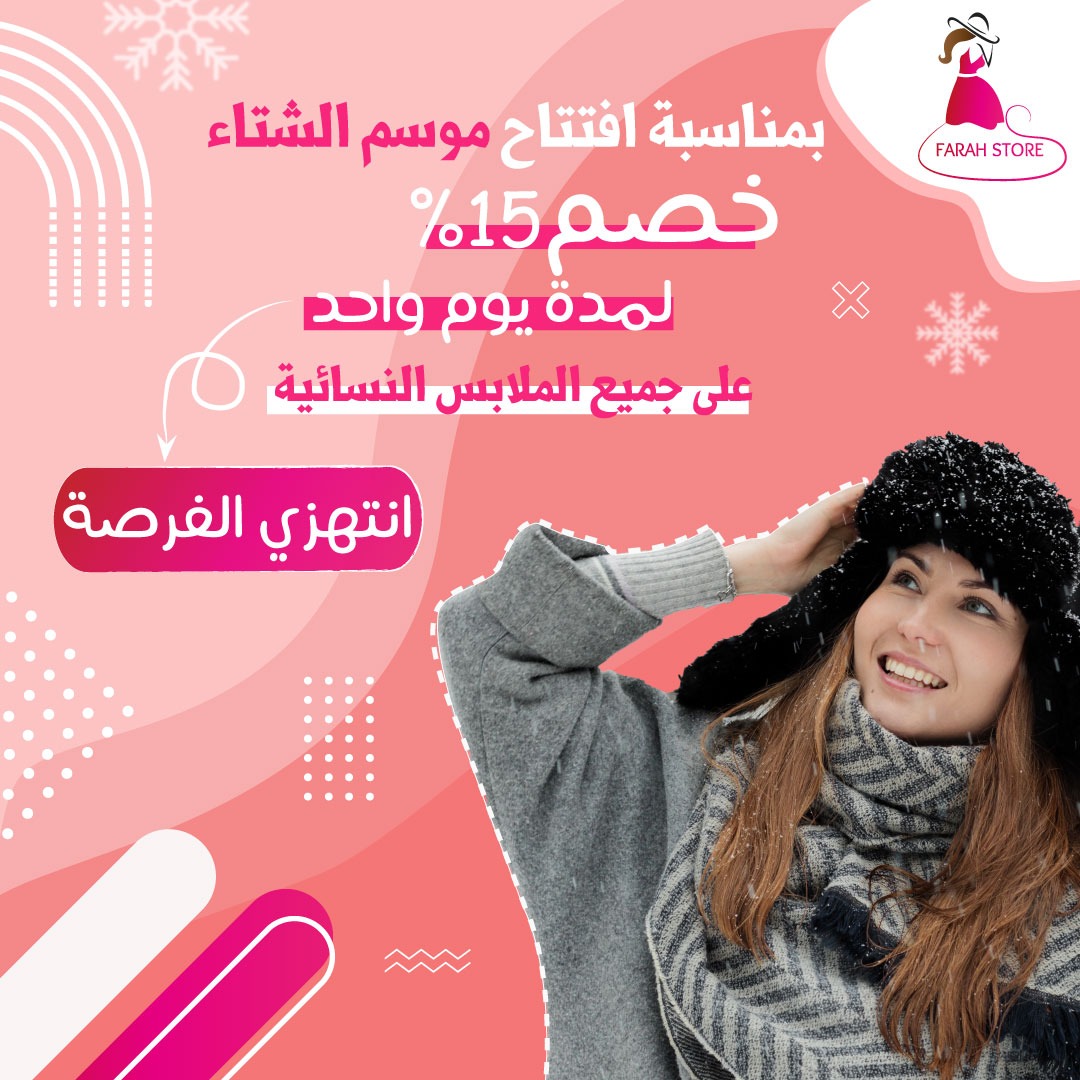 FARAH STORE
بمناسبة افتتاح موسم الشتاء
خصم 15%
لمدة يوم واحد
على جميع الملابس النسائية
انتهزي الفرصة